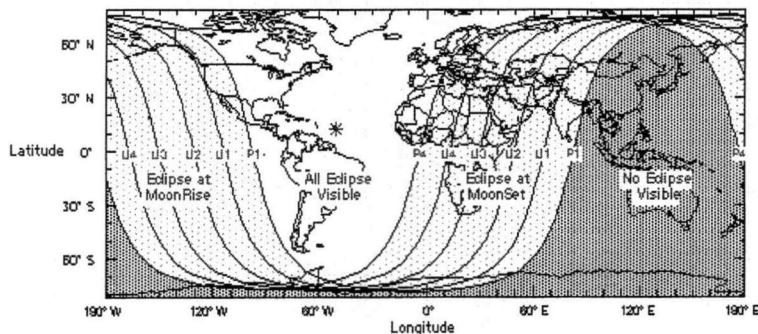 60° N
30° N
Latitude 0°
U4 U3 U2 U1 P1
P4 U4 U3 U2 U1 P1 P4
Eclipse at MoonRise
All Eclipse Visible
Eclipse at MoonSet
No Eclipse Visible
30° S
60° S
180° W 120° W 60° W 0° 60° E 120° E 180° E
Longitude